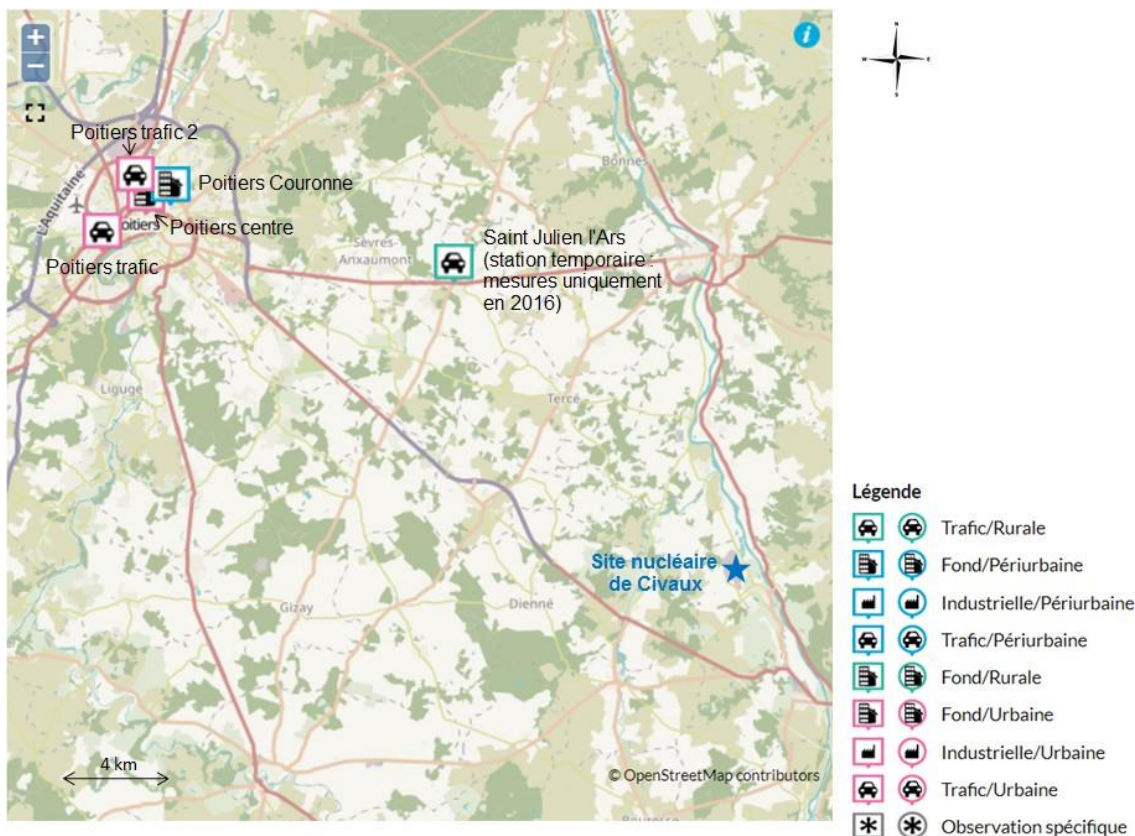 +
−
i
N
W
E
S
Poitiers trafic 2
Bonnes
Poitiers Couronne
L'Aquitaine
oitiers
Poitiers centre
Poitiers trafic
Sèvres-
Anxaumont
Saint Julien l'Ars
(station temporaire :
mesures uniquement
en 2016)
Ligugé
Tercé
Site nucléaire
de Civaux
Gizay
Dienné
4 km
© OpenStreetMap contributors
Légende
Trafic/Rurale
Fond/Périurbaine
Industrielle/Périurbaine
Trafic/Périurbaine
Fond/Rurale
Fond/Urbaine
Industrielle/Urbaine
Trafic/Urbaine
Observation spécifique